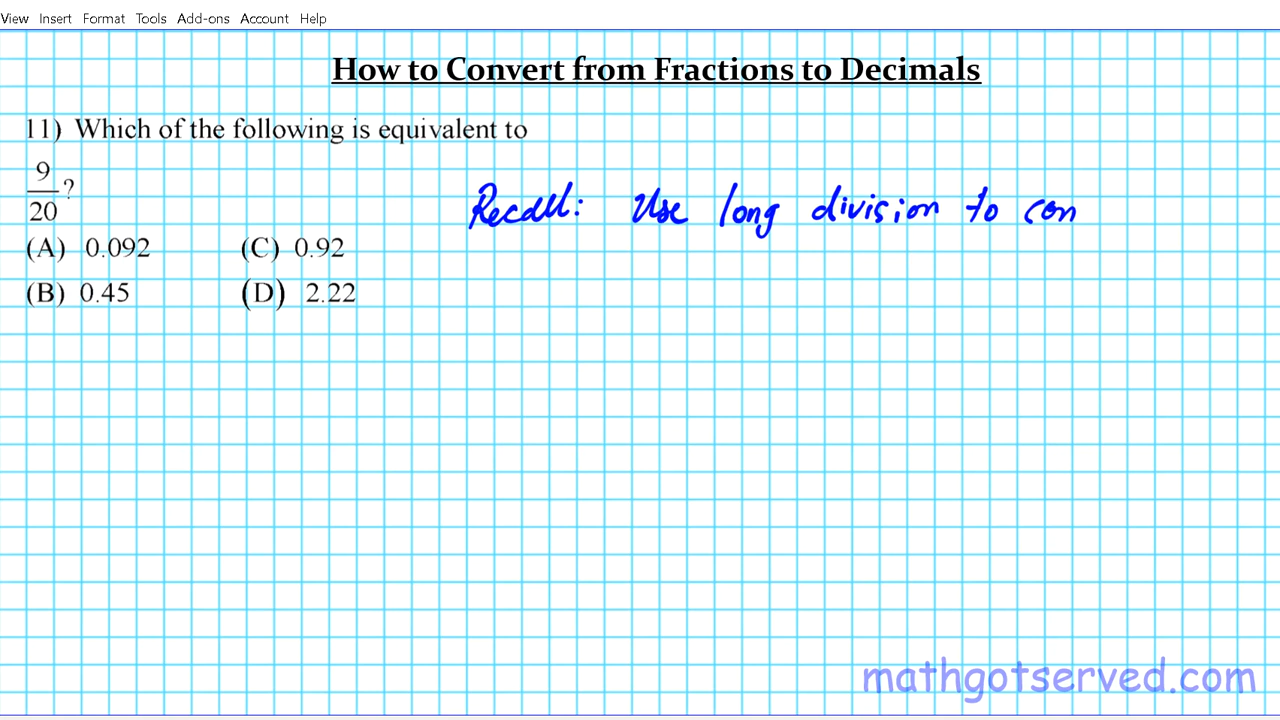 View Insert Format Tools Add-ons Account Help
How to Convert from Fractions to Decimals
11) Which of the following is equivalent to
9
20 ?
Recall: Use long division to con
(A) 0.092 (C) 0.92
(B) 0.45 (D) 2.22
mathgotserved.com